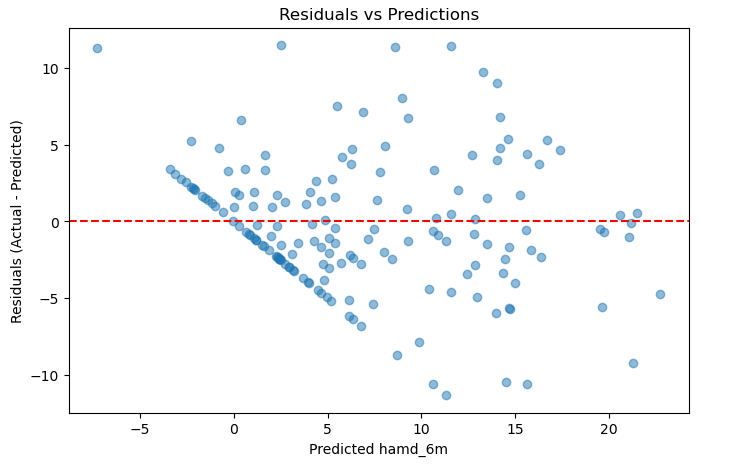 Residuals vs Predictions
Residuals (Actual - Predicted)
10
5
0
−5
−10
−5 0 5 10 15 20
Predicted hamd_6m